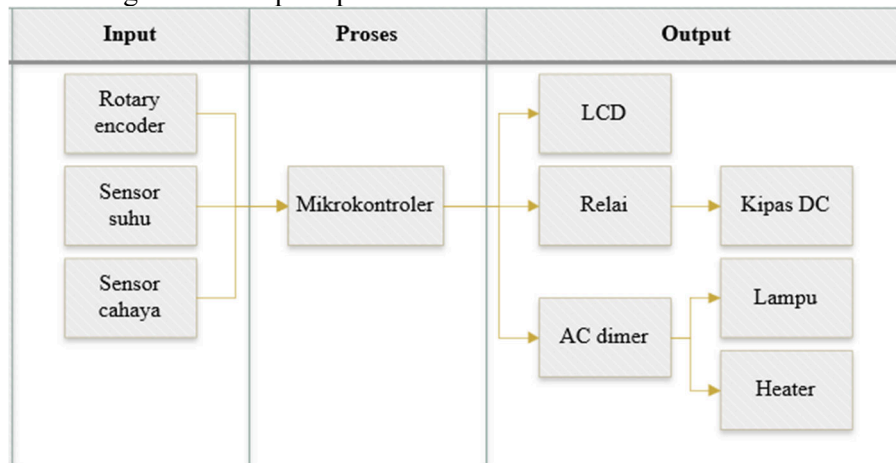 Input
Proses
Output
Rotary
encoder
Sensor
suhu
Sensor
cahaya
Mikrokontroler
LCD
Relai
Kipas DC
AC dimer
Lampu
Heater